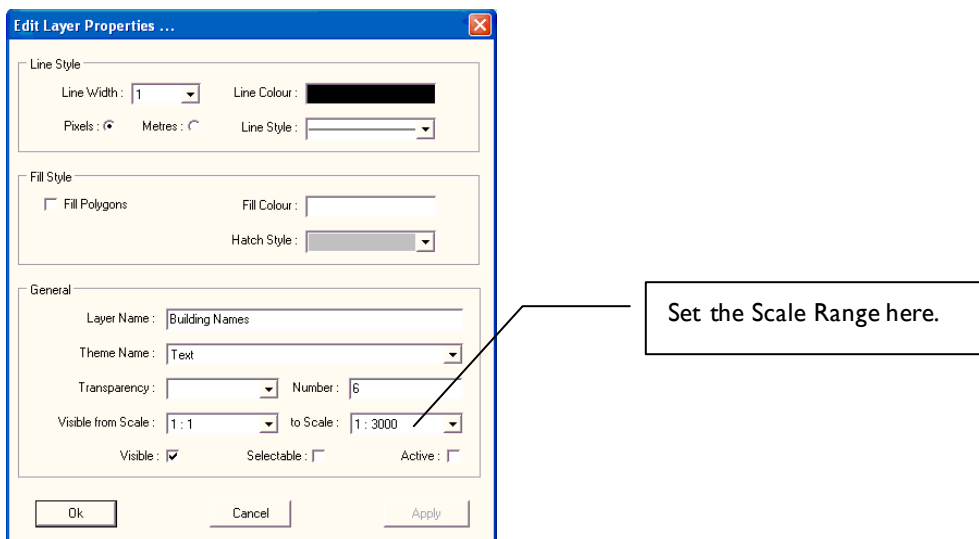 Edit Layer Properties ...
Line Style
Line Width : 1 Line Colour :
Pixels : Metres : Line Style :
Fill Style
Fill Polygons Fill Colour :
Hatch Style :
General
Layer Name : Building Names
Theme Name : Text
Transparency : Number : 6
Visible from Scale : 1 : 1 to Scale : 1 : 3000
Visible : Selectable : Active :
Ok Cancel Apply
Set the Scale Range here.